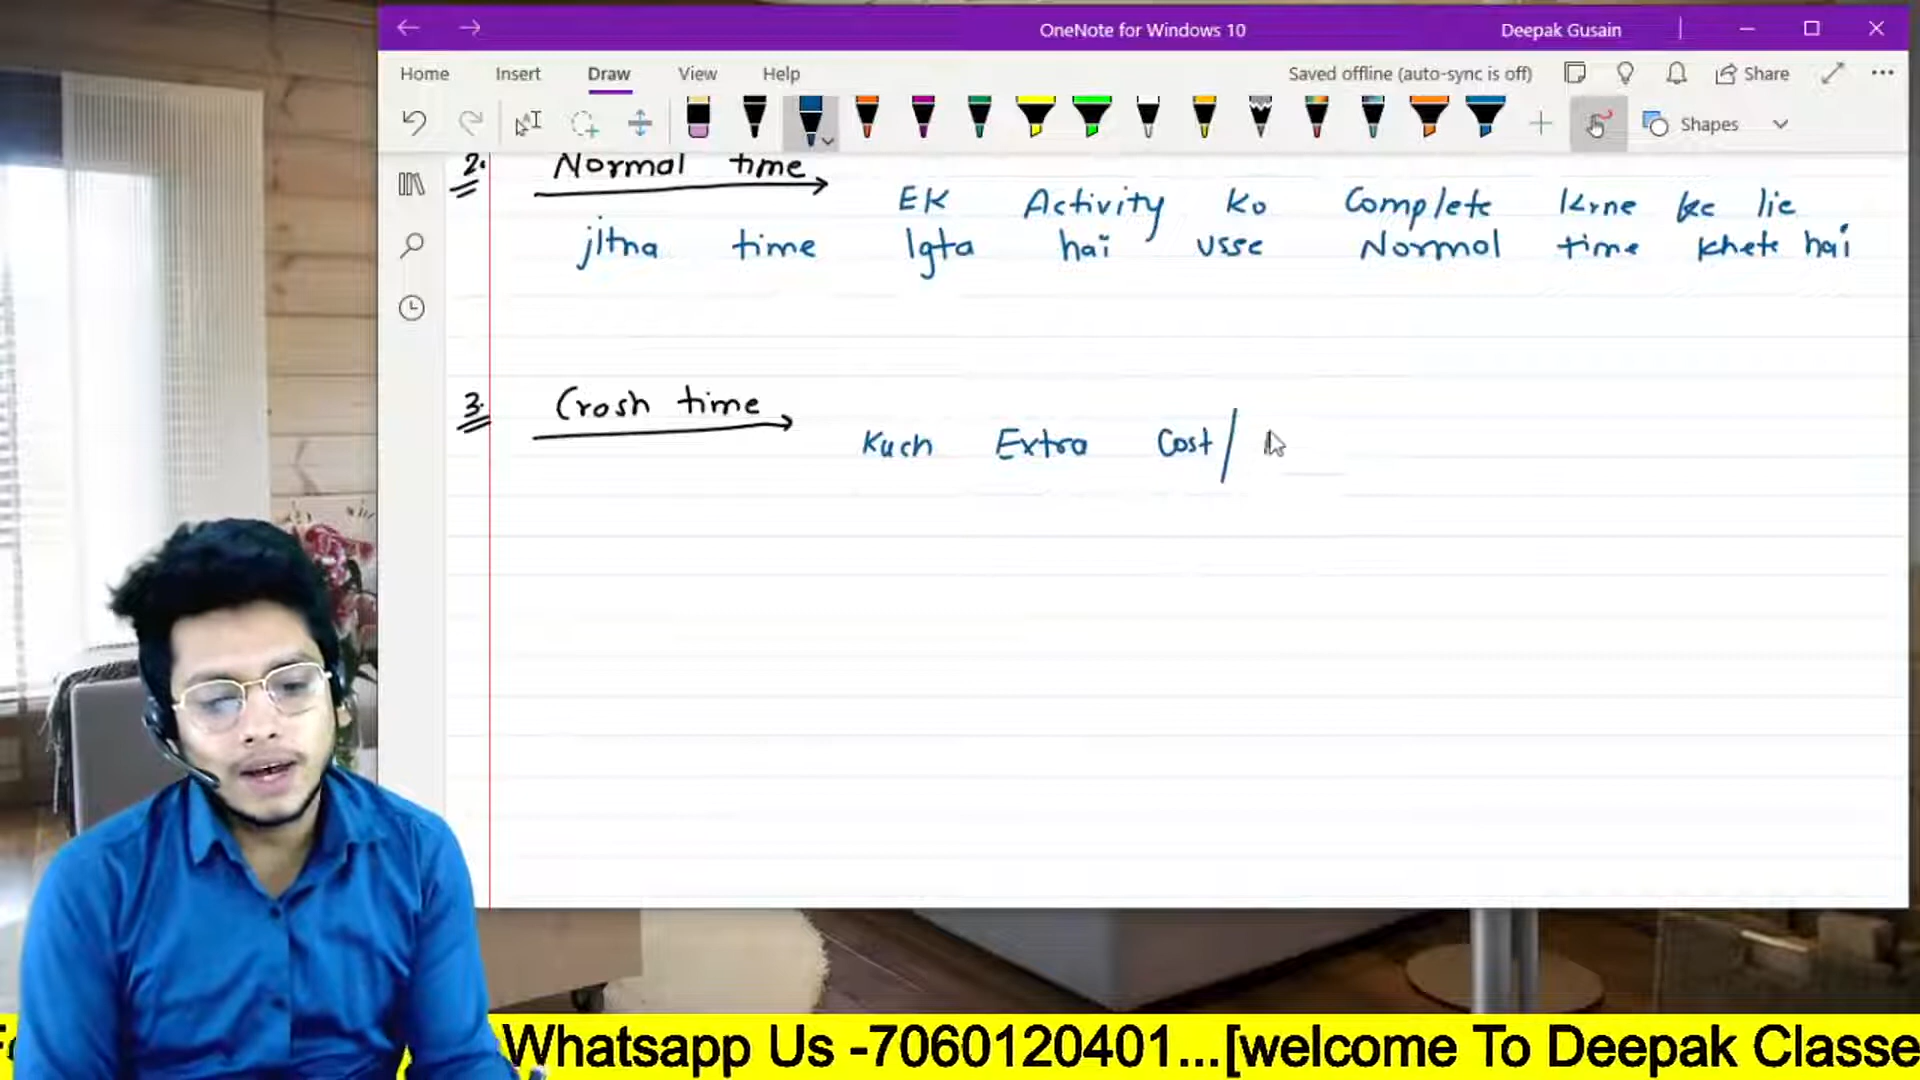 OneNote for Windows 10 Deepak Gusain
Home Insert Draw View Help Saved offline (auto-sync is off) Share
Shapes
2. Normal time
EK Activity ko Complete Krne ke lie
jitna time lgta hai usse Normal time khete hai
3. Crash time
Kuch Extra Cost/
Whatsapp Us -7060120401...[welcome To Deepak Classe